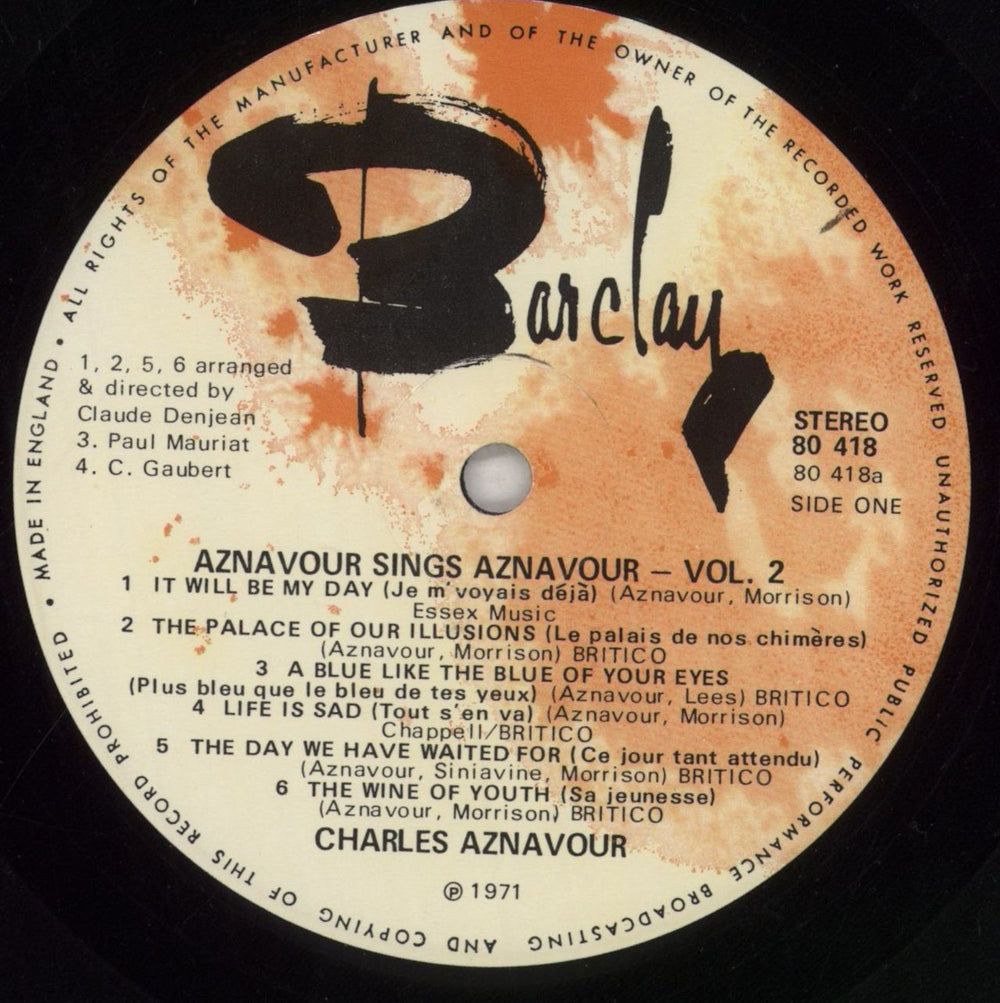 MADE IN ENGLAND • ALL RIGHTS OF THE MANUFACTURER AND OF THE OWNER OF THE RECORDED WORK RESERVED UNAUTHORIZED PUBLIC PERFORMANCE BROADCASTING AND COPYING OF THIS RECORD PROHIBITED •
Barclay
1, 2, 5, 6 arranged
& directed by
Claude Denjean
3. Paul Mauriat
4. C. Gaubert
STEREO
80 418
80 418a
SIDE ONE
AZNAVOUR SINGS AZNAVOUR – VOL. 2
1 IT WILL BE MY DAY (Je m'voyais déjà) (Aznavour, Morrison)
Essex Music
2 THE PALACE OF OUR ILLUSIONS (Le palais de nos chimères)
(Aznavour, Morrison) BRITICO
3 A BLUE LIKE THE BLUE OF YOUR EYES
(Plus bleu que le bleu de tes yeux) (Aznavour, Lees) BRITICO
4 LIFE IS SAD (Tout s'en va) (Aznavour, Morrison)
Chappell/BRITICO
5 THE DAY WE HAVE WAITED FOR (Ce jour tant attendu)
(Aznavour, Siniavine, Morrison) BRITICO
6 THE WINE OF YOUTH (Sa jeunesse)
(Aznavour, Morrison) BRITICO
CHARLES AZNAVOUR
℗ 1971